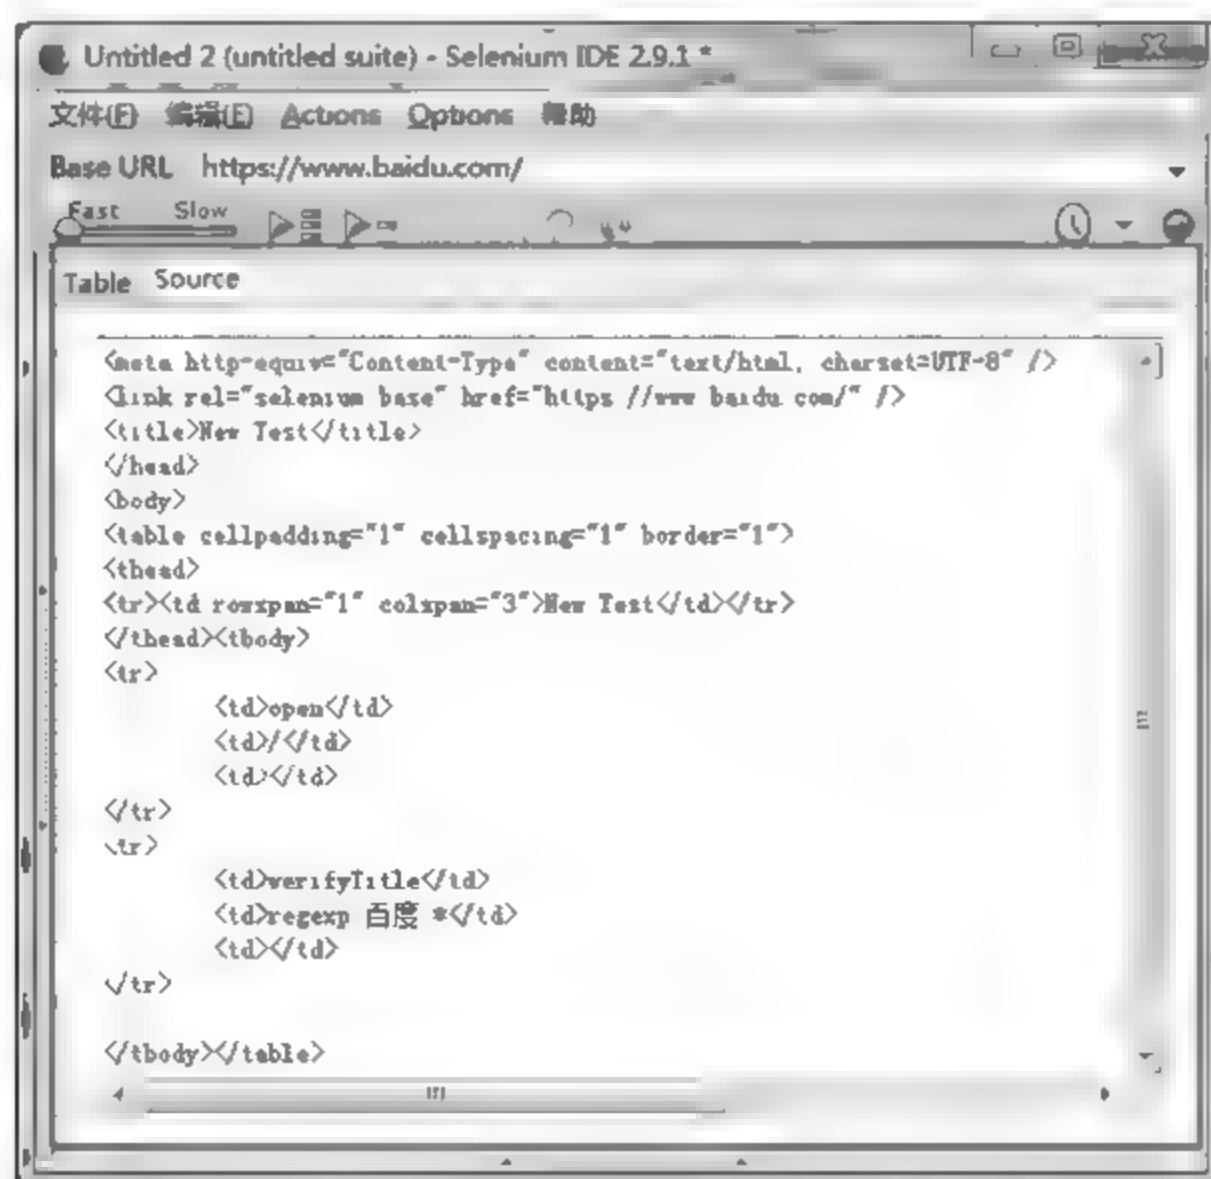 Untitled 2 (untitled suite) - Selenium IDE 2.9.1 *
文件(F) 编辑(E) Actions Options 帮助
Base URL https://www.baidu.com/
Fast Slow
Table Source
<meta http-equiv="Content-Type" content="text/html, charset=UTF-8" />
<link rel="selenium base" href="https //www baidu com/" />
<title>New Test</title>
</head>
<body>
<table cellpadding="1" cellspacing="1" border="1">
<thead>
<tr><td rowspan="1" colspan="3">New Test</td></tr>
</thead><tbody>
<tr>
<td>open</td>
<td>/</td>
<td></td>
</tr>
<tr>
<td>verifyTitle</td>
<td>regexp 百度 *</td>
<td></td>
</tr>
</tbody></table>